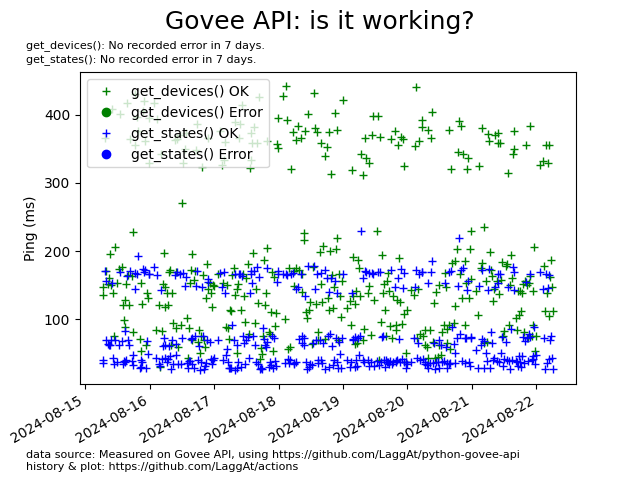 Govee API: is it working?
get_devices(): No recorded error in 7 days.
get_states(): No recorded error in 7 days.
get_devices() OK
get_devices() Error
get_states() OK
get_states() Error
Ping (ms)
400
300
200
100
2024-08-15
2024-08-16
2024-08-17
2024-08-18
2024-08-19
2024-08-20
2024-08-21
2024-08-22
data source: Measured on Govee API, using https://github.com/LaggAt/python-govee-api
history & plot: https://github.com/LaggAt/actions